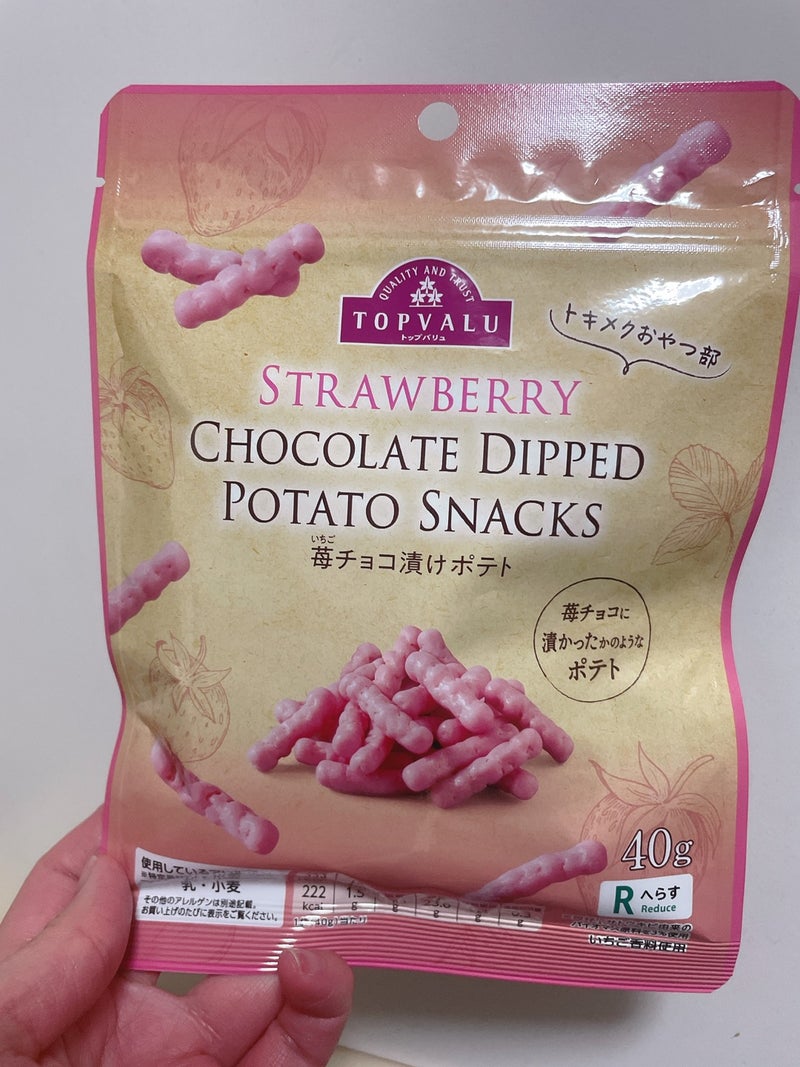 QUALITY AND TRUST
TOPVALU
トップバリュ
トキメクおやつ部
STRAWBERRY
CHOCOLATE DIPPED
POTATO SNACKS
いちご
苺チョコ漬けポテト
苺チョコに
漬かったかのような
ポテト
40g
使用している
乳・小麦
その他のアレルゲンは別途記載。
お買い上げのたびに表示をご覧ください。
222
kcal
1.5
g
g
23.6
g
g
g
R へらす
Reduce
いちご香料使用